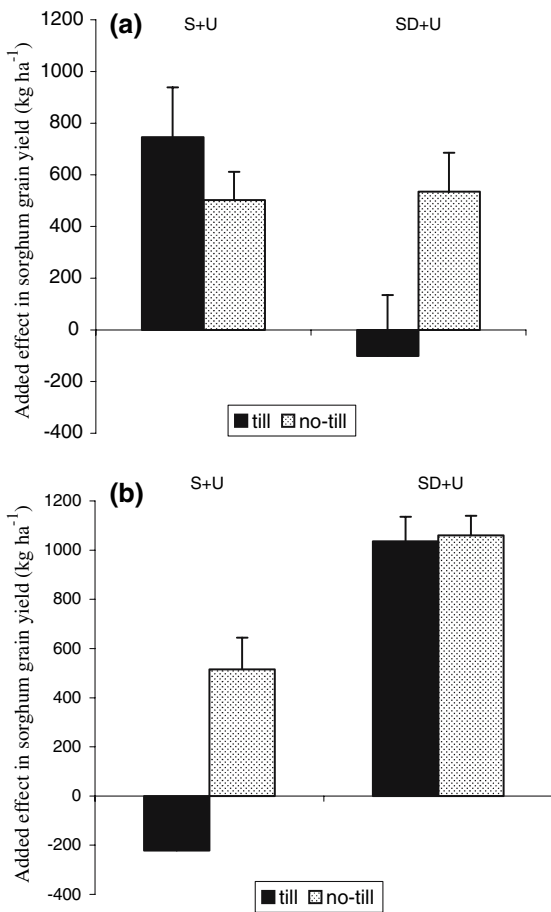 (a)
S+U SD+U
Added effect in sorghum grain yield (kg ha⁻¹)
1200
1000
800
600
400
200
0
-200
-400
till no-till
(b)
S+U SD+U
Added effect in sorghum grain yield (kg ha⁻¹)
1200
1000
800
600
400
200
0
-200
-400
till no-till